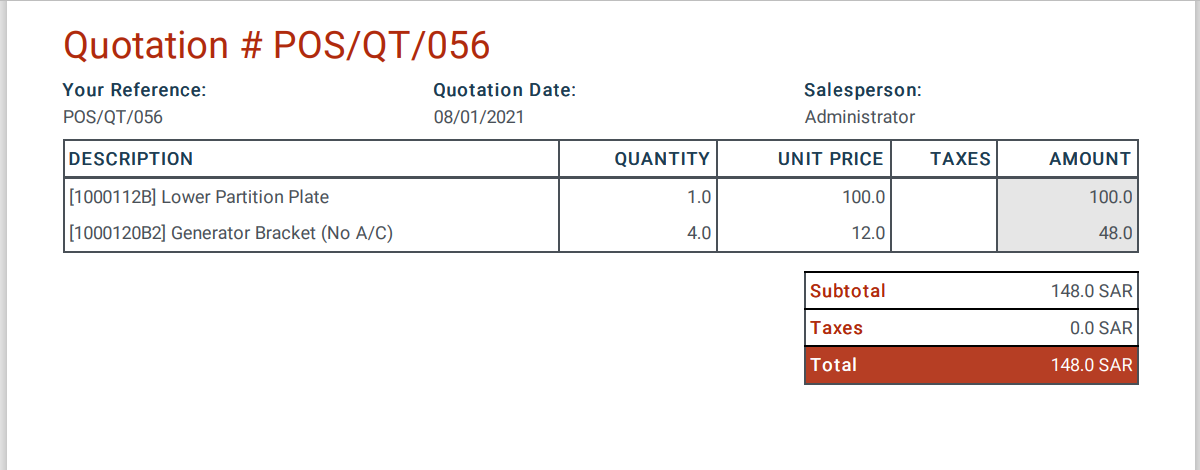 Quotation # POS/QT/056
Your Reference: Quotation Date: Salesperson:
POS/QT/056 08/01/2021 Administrator
DESCRIPTION QUANTITY UNIT PRICE TAXES AMOUNT
[1000112B] Lower Partition Plate 1.0 100.0 100.0
[1000120B2] Generator Bracket (No A/C) 4.0 12.0 48.0
Subtotal 148.0 SAR
Taxes 0.0 SAR
Total 148.0 SAR